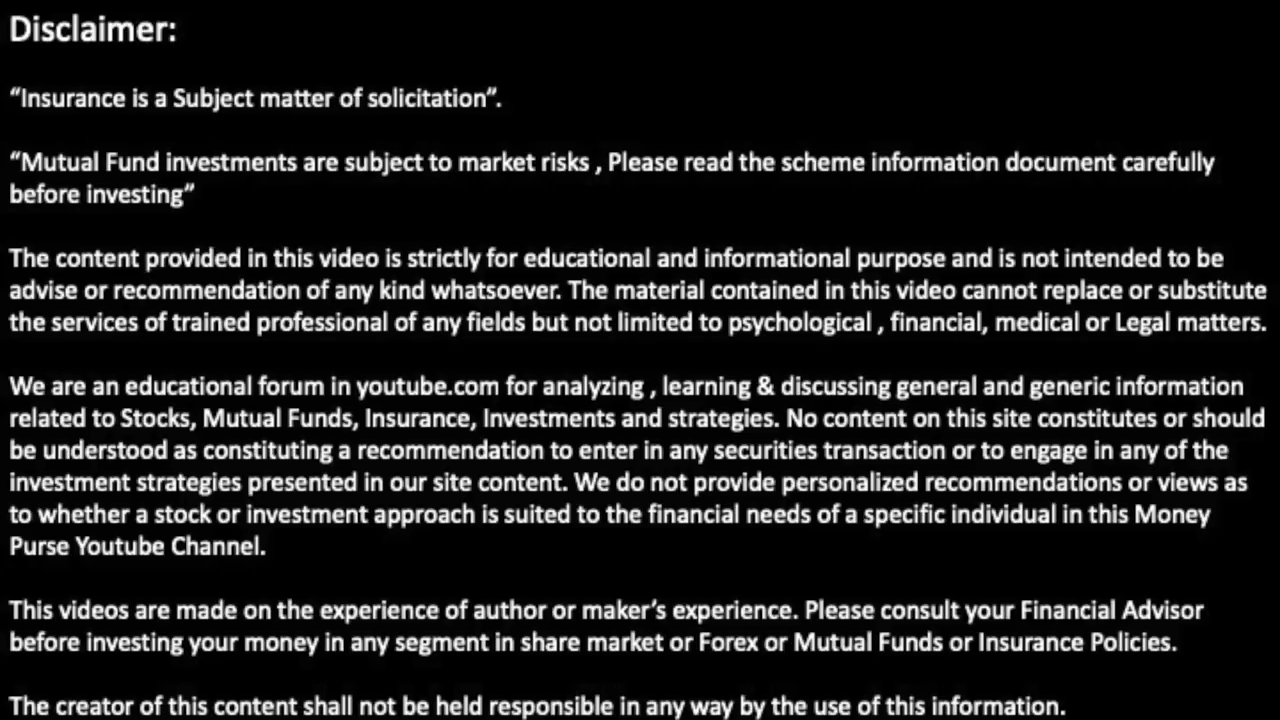 Disclaimer:
“Insurance is a Subject matter of solicitation”.
“Mutual Fund investments are subject to market risks , Please read the scheme information document carefully
before investing”
The content provided in this video is strictly for educational and informational purpose and is not intended to be
advise or recommendation of any kind whatsoever. The material contained in this video cannot replace or substitute
the services of trained professional of any fields but not limited to psychological , financial, medical or Legal matters.
We are an educational forum in youtube.com for analyzing , learning & discussing general and generic information
related to Stocks, Mutual Funds, Insurance, Investments and strategies. No content on this site constitutes or should
be understood as constituting a recommendation to enter in any securities transaction or to engage in any of the
investment strategies presented in our site content. We do not provide personalized recommendations or views as
to whether a stock or investment approach is suited to the financial needs of a specific individual in this Money
Purse Youtube Channel.
This videos are made on the experience of author or maker’s experience. Please consult your Financial Advisor
before investing your money in any segment in share market or Forex or Mutual Funds or Insurance Policies.
The creator of this content shall not be held responsible in any way by the use of this information.